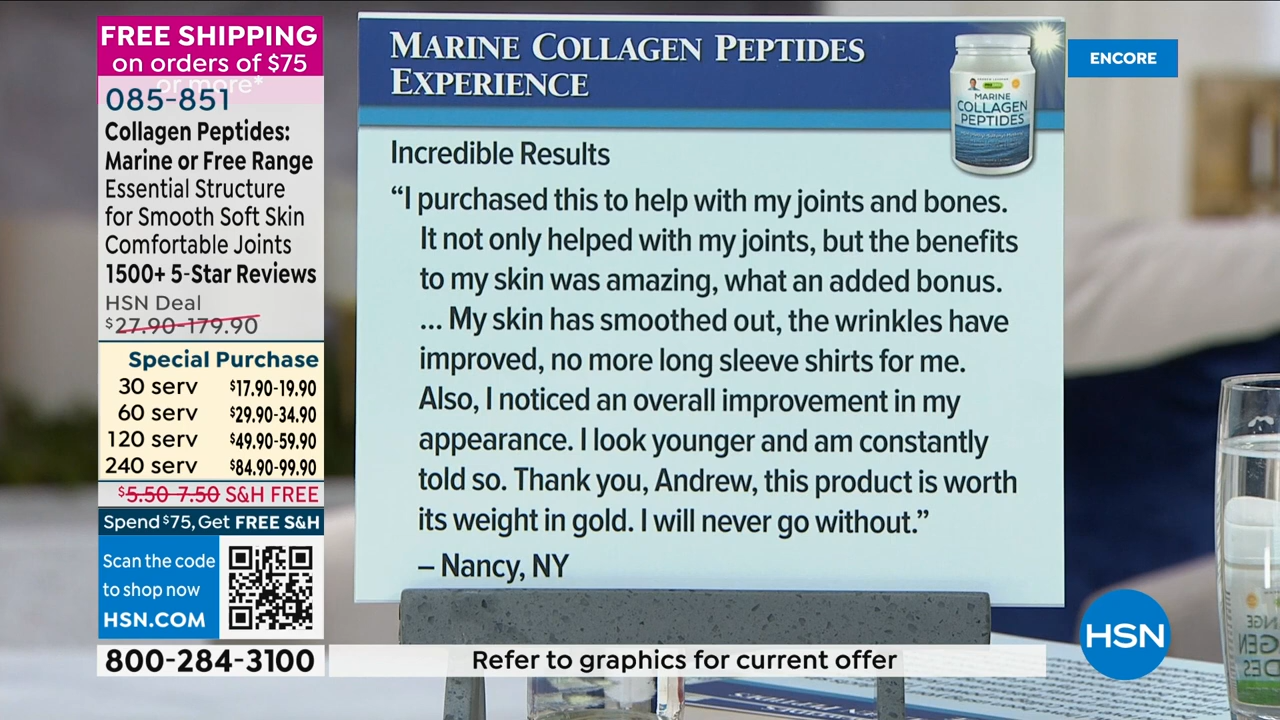 FREE SHIPPING
on orders of $75
or more*
085-851
Collagen Peptides:
Marine or Free Range
Essential Structure
for Smooth Soft Skin
Comfortable Joints
1500+ 5-Star Reviews
HSN Deal
$27.90-179.90
Special Purchase
30 serv $17.90-19.90
60 serv $29.90-34.90
120 serv $49.90-59.90
240 serv $84.90-99.90
$5.50-7.50 S&H FREE
Spend $75, Get FREE S&H
Scan the code
to shop now
HSN.COM
800-284-3100
MARINE COLLAGEN PEPTIDES
EXPERIENCE
MARINE
COLLAGEN
PEPTIDES
Incredible Results
“I purchased this to help with my joints and bones.
It not only helped with my joints, but the benefits
to my skin was amazing, what an added bonus.
... My skin has smoothed out, the wrinkles have
improved, no more long sleeve shirts for me.
Also, I noticed an overall improvement in my
appearance. I look younger and am constantly
told so. Thank you, Andrew, this product is worth
its weight in gold. I will never go without.”
– Nancy, NY
ENCORE
HSN
Refer to graphics for current offer